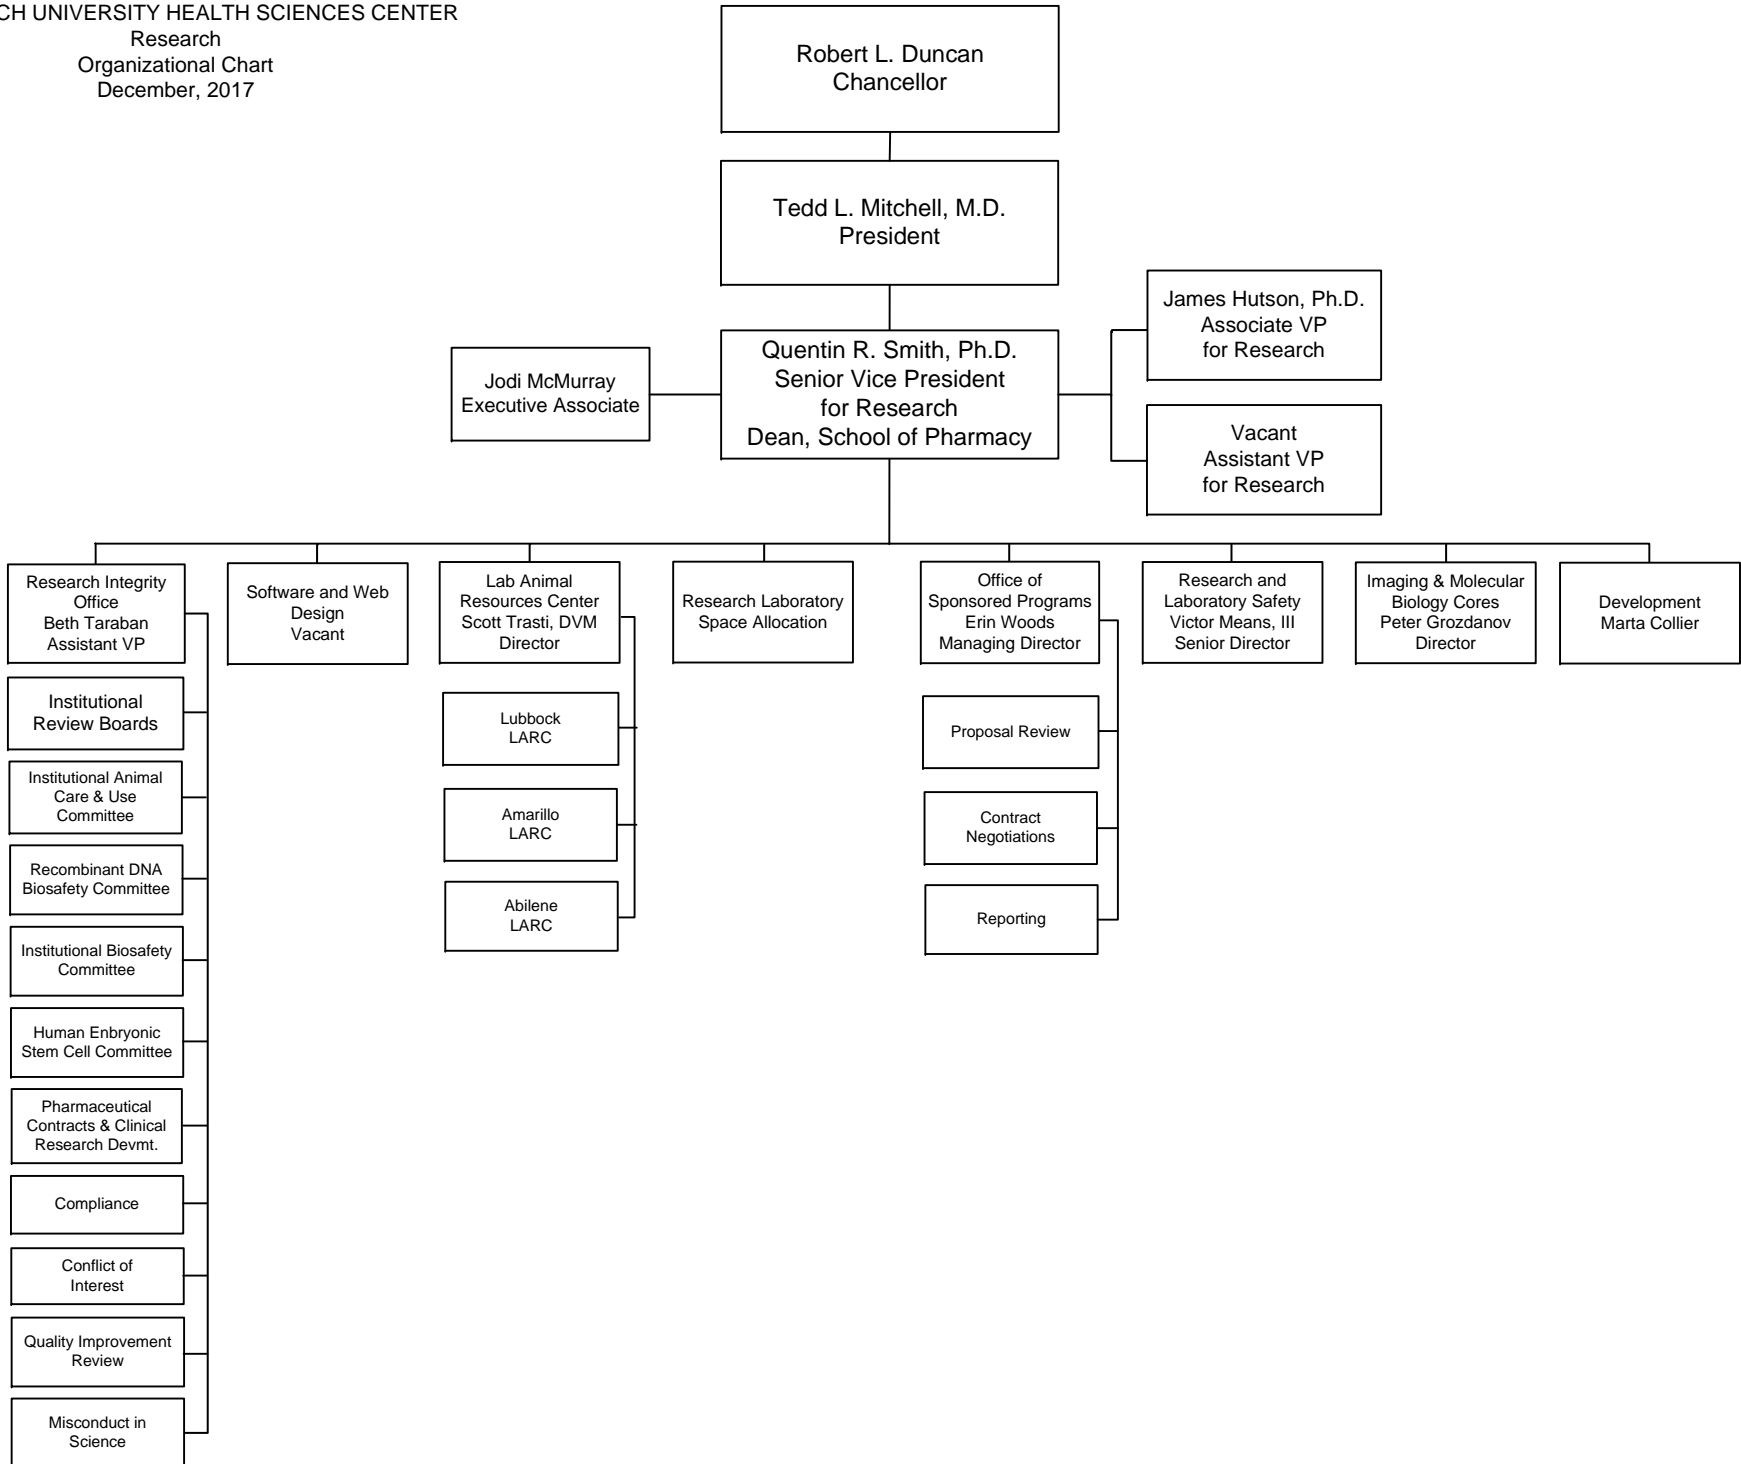 CH UNIVERSITY HEALTH SCIENCES CENTER
Research
Organizational Chart
December, 2017
Robert L. Duncan
Chancellor
Tedd L. Mitchell, M.D.
President
Quentin R. Smith, Ph.D.
Senior Vice President
for Research
Dean, School of Pharmacy
Jodi McMurray
Executive Associate
James Hutson, Ph.D.
Associate VP
for Research
Vacant
Assistant VP
for Research
Research Integrity
Office
Beth Taraban
Assistant VP
Software and Web
Design
Vacant
Lab Animal
Resources Center
Scott Trasti, DVM
Director
Research Laboratory
Space Allocation
Office of
Sponsored Programs
Erin Woods
Managing Director
Research and
Laboratory Safety
Victor Means, III
Senior Director
Imaging & Molecular
Biology Cores
Peter Grozdanov
Director
Development
Marta Collier
Institutional
Review Boards
Institutional Animal
Care & Use
Committee
Recombinant DNA
Biosafety Committee
Institutional Biosafety
Committee
Human Enbryonic
Stem Cell Committee
Pharmaceutical
Contracts & Clinical
Research Devmt.
Compliance
Conflict of
Interest
Quality Improvement
Review
Misconduct in
Science
Lubbock
LARC
Amarillo
LARC
Abilene
LARC
Proposal Review
Contract
Negotiations
Reporting